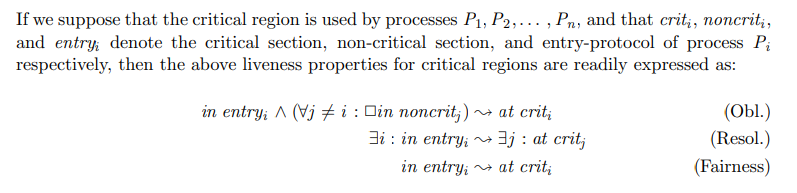 If we suppose that the critical region is used by processes P₁, P₂, . . . , Pₙ, and that critᵢ, noncritᵢ,
and entryᵢ denote the critical section, non-critical section, and entry-protocol of process Pᵢ
respectively, then the above liveness properties for critical regions are readily expressed as:
in entryᵢ ∧ (∀j ≠ i : □in noncritⱼ) ⇝ at critᵢ (Obl.)
∃i : in entryᵢ ⇝ ∃j : at critⱼ (Resol.)
in entryᵢ ⇝ at critᵢ (Fairness)